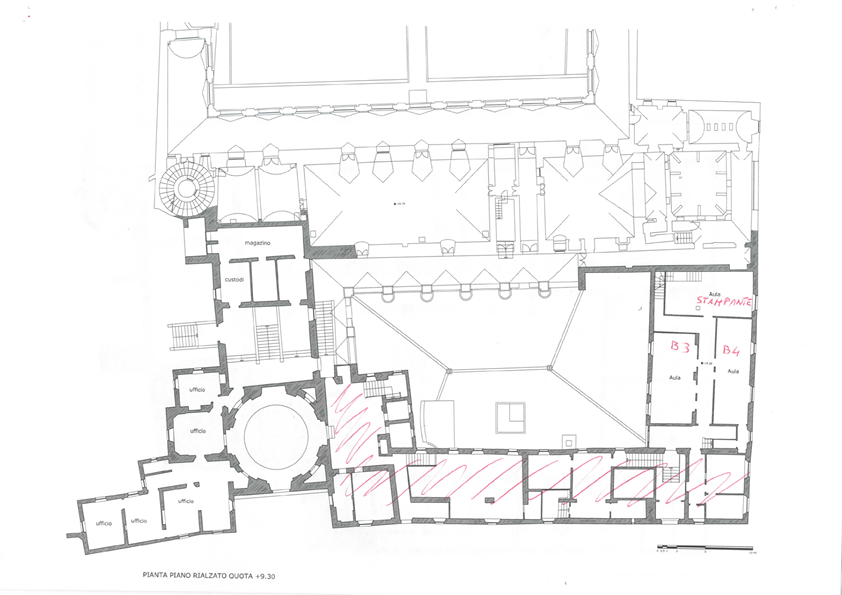 magazino
custodi
Aula
STAMPANTE
B3
B4
Aula
Aula
ufficio
ufficio
ufficio
ufficio
ufficio
PIANTA PIANO RIALZATO QUOTA +9.30